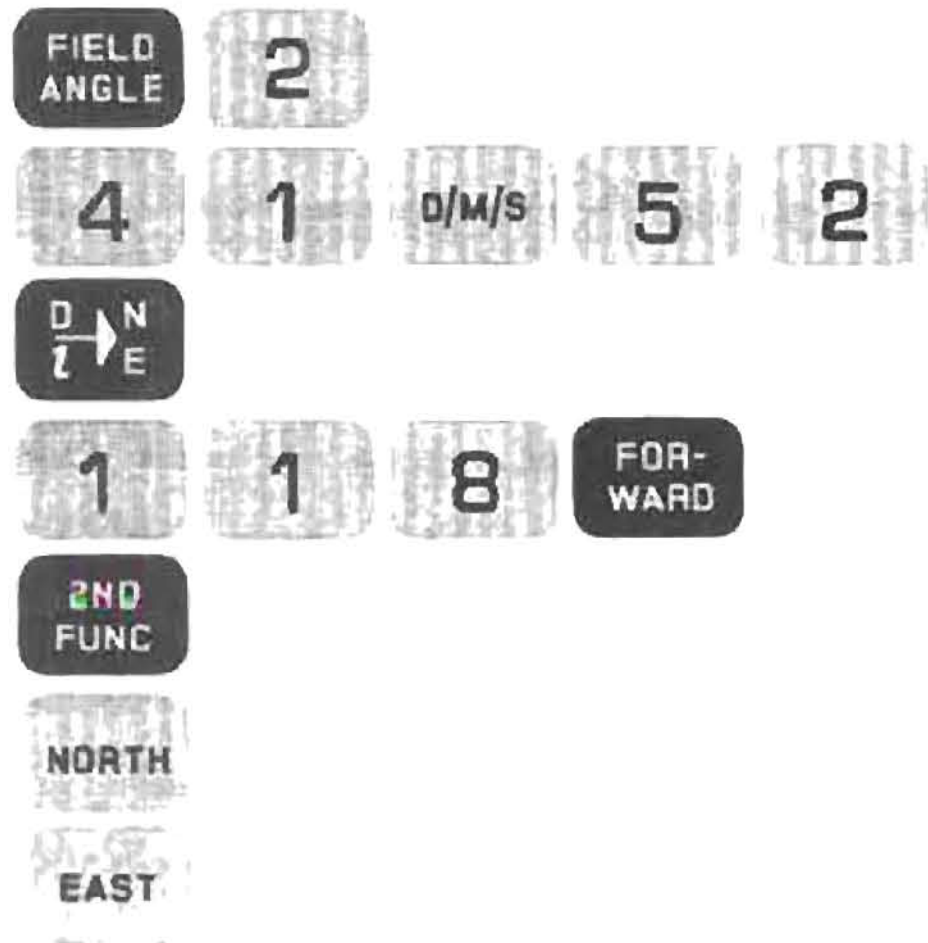 FIELD ANGLE 2
4 1 D/M/S 5 2
D l N E
1 1 8 FOR-WARD
2ND FUNC
NORTH
EAST